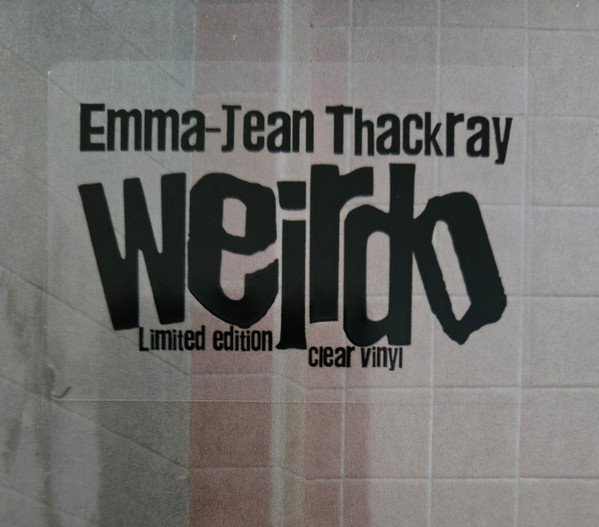 Emma-Jean Thackray
weirdo
Limited edition
clear vinyl